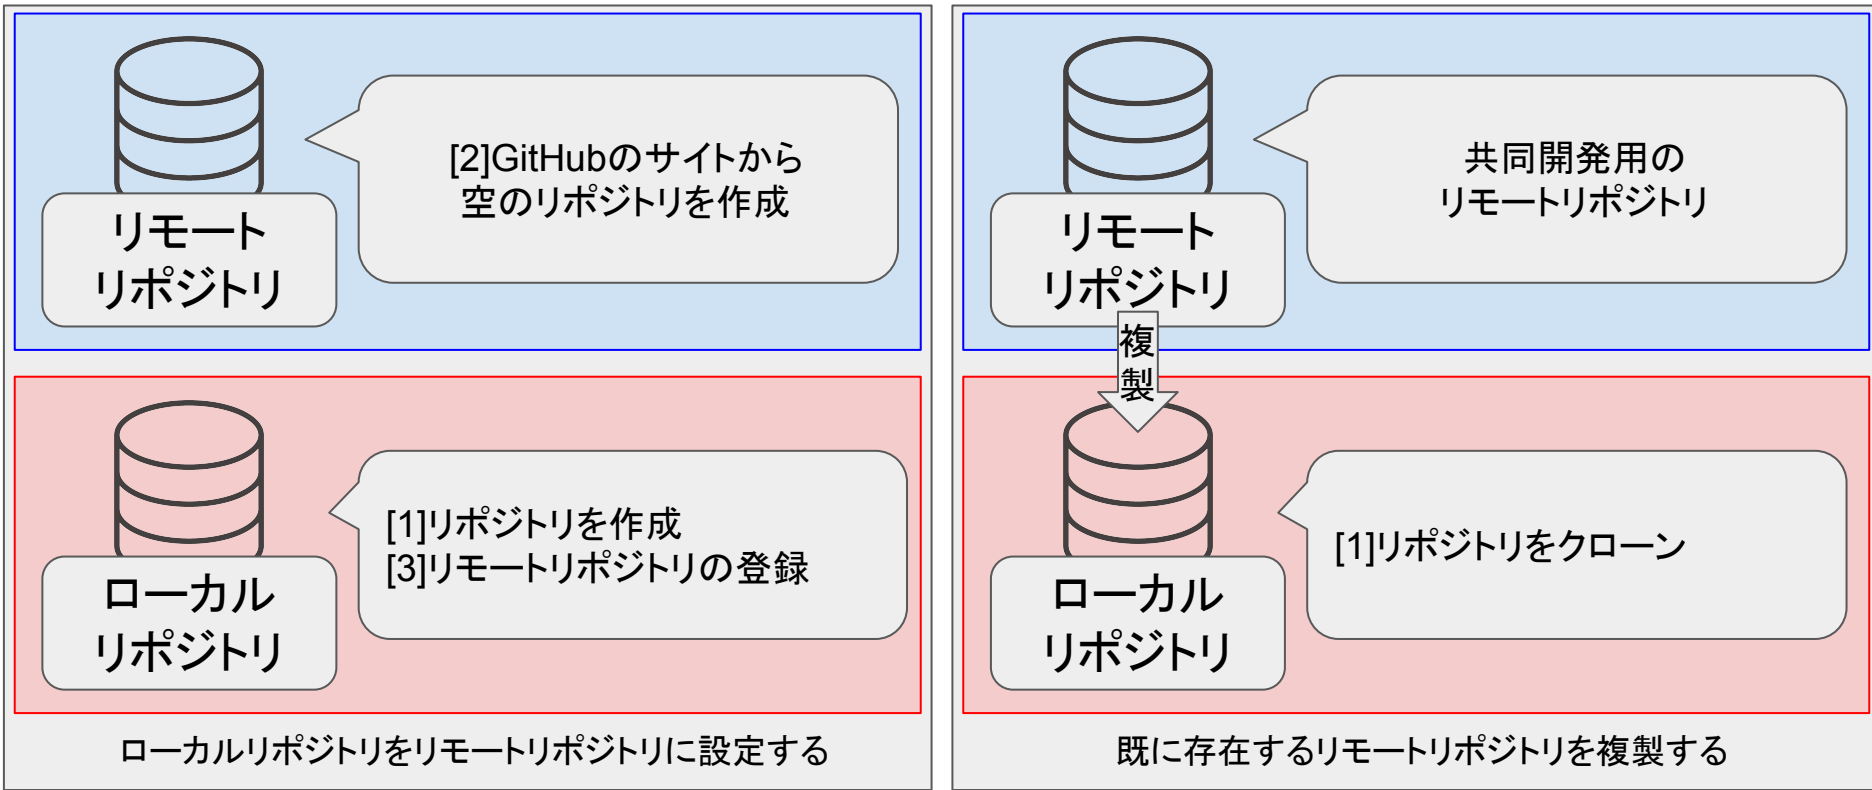 [2]GitHubのサイトから
空のリポジトリを作成
リモート
リポジトリ
[1]リポジトリを作成
[3]リモートリポジトリの登録
ローカル
リポジトリ
ローカルリポジトリをリモートリポジトリに設定する
共同開発用の
リモートリポジトリ
リモート
リポジトリ
複
製
[1]リポジトリをクローン
ローカル
リポジトリ
既に存在するリモートリポジトリを複製する